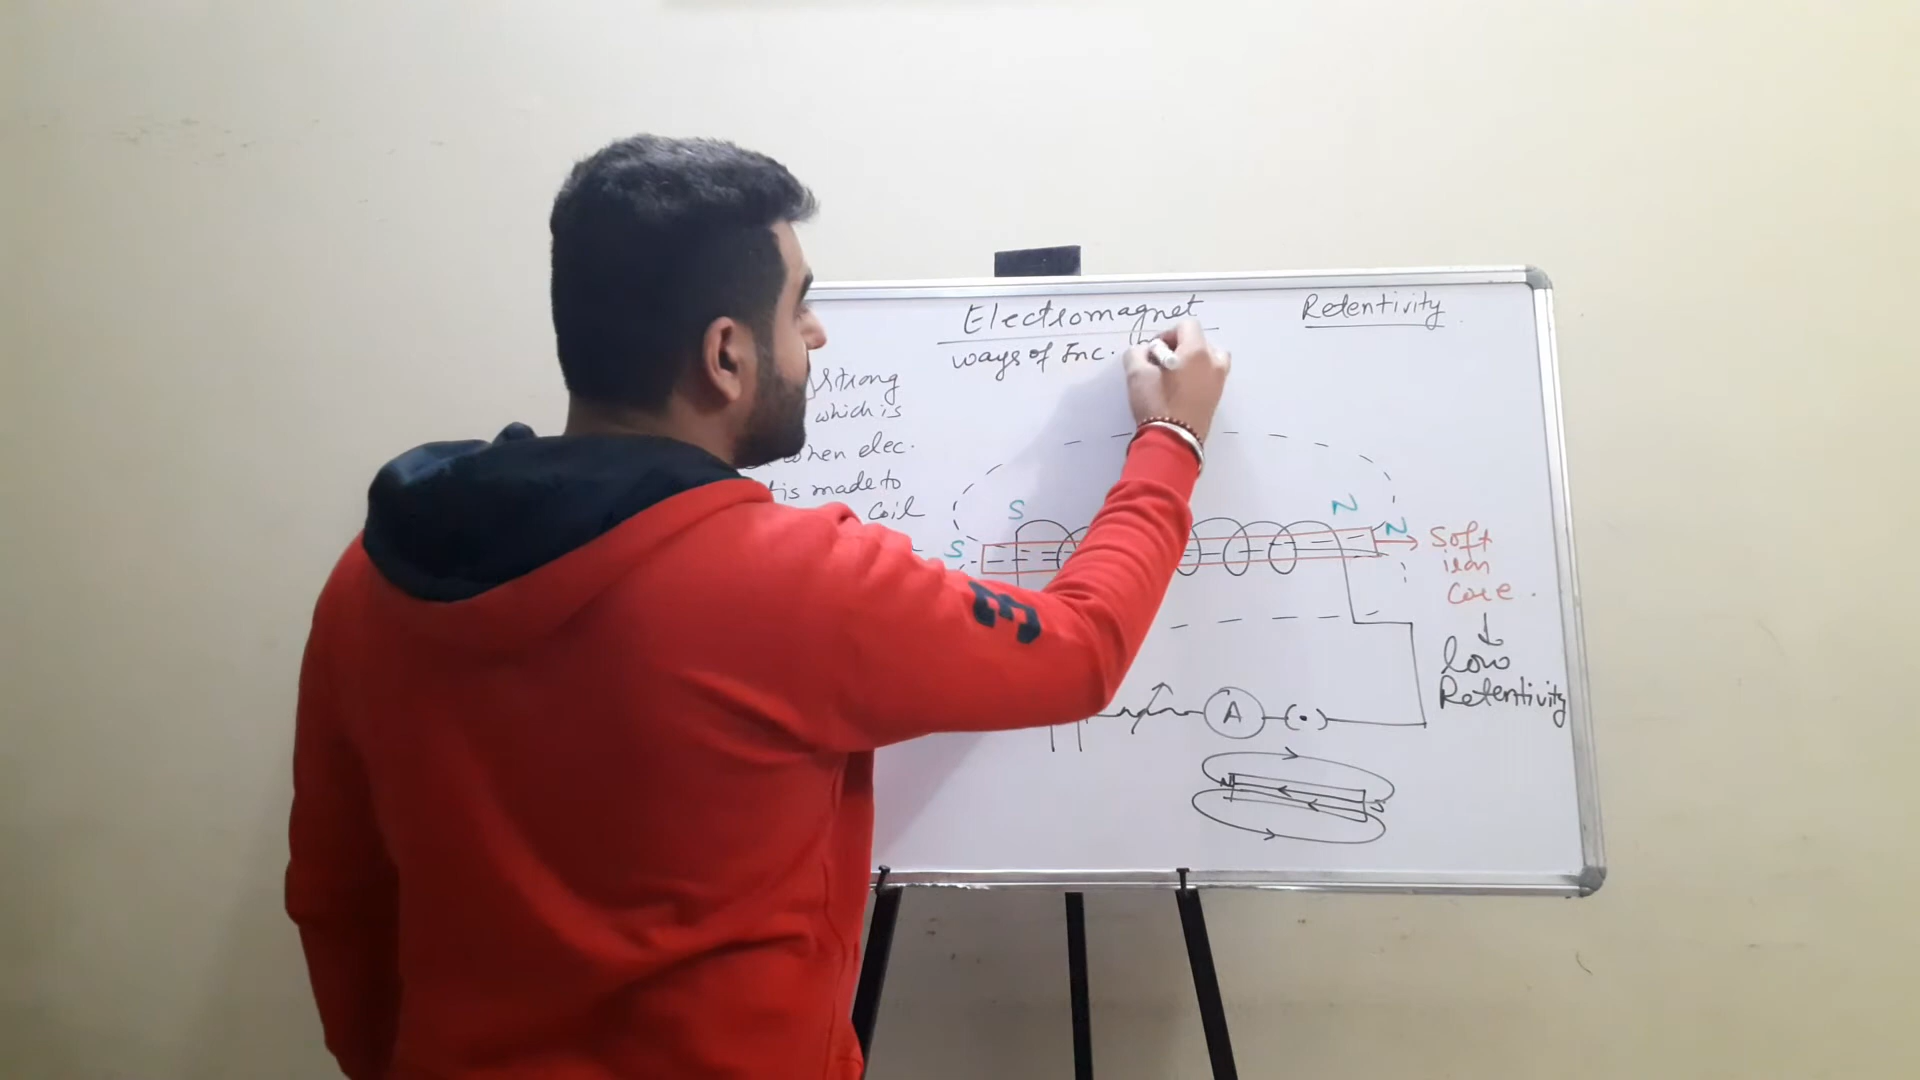 Electromagnet
Retentivity
ways of Inc.
strong
which is
when elec.
is made to
coil
S
N
S
N
Soft
iron
Core.
low
Retentivity
A
N
S
3